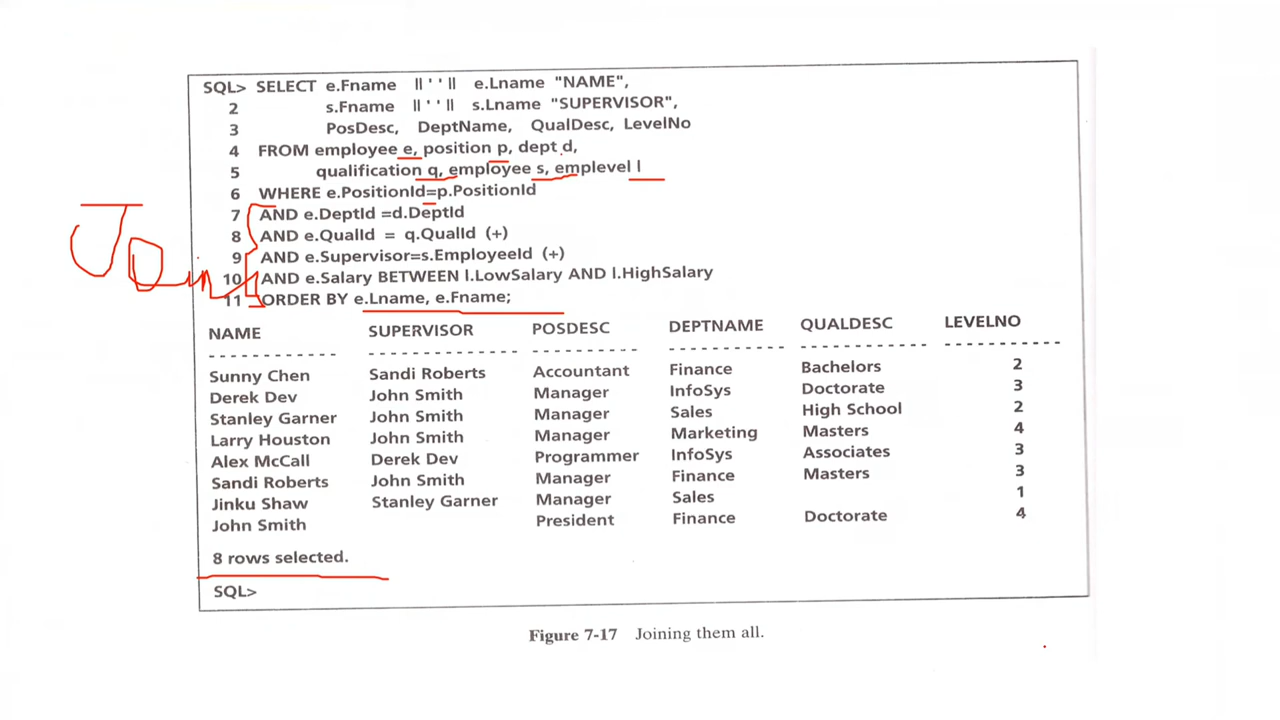 SQL> SELECT e.Fname || ' ' || e.Lname "NAME",
2 s.Fname || ' ' || s.Lname "SUPERVISOR",
3 PosDesc, DeptName, QualDesc, LevelNo
4 FROM employee e, position p, dept d,
5 qualification q, employee s, emplevel l
6 WHERE e.PositionId=p.PositionId
7 AND e.DeptId =d.DeptId
8 AND e.QualId = q.QualId (+)
9 AND e.Supervisor=s.EmployeeId (+)
10 AND e.Salary BETWEEN l.LowSalary AND l.HighSalary
11 ORDER BY e.Lname, e.Fname;
Join
NAME SUPERVISOR POSDESC DEPTNAME QUALDESC LEVELNO
Sunny Chen Sandi Roberts Accountant Finance Bachelors 2
Derek Dev John Smith Manager InfoSys Doctorate 3
Stanley Garner John Smith Manager Sales High School 2
Larry Houston John Smith Manager Marketing Masters 4
Alex McCall Derek Dev Programmer InfoSys Associates 3
Sandi Roberts John Smith Manager Finance Masters 3
Jinku Shaw Stanley Garner Manager Sales 1
John Smith President Finance Doctorate 4
8 rows selected.
SQL>
Figure 7-17 Joining them all.